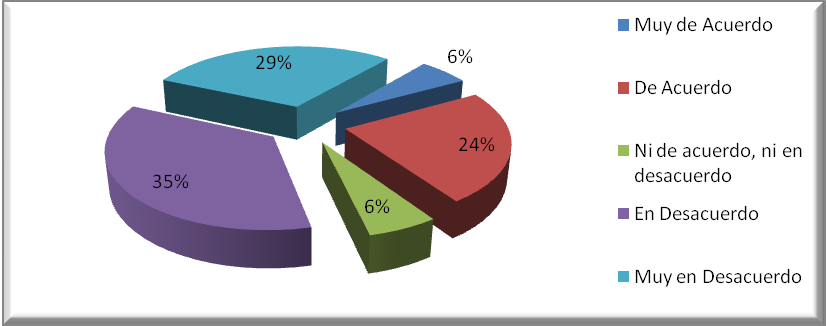 29%
6%
24%
6%
35%
Muy de Acuerdo
De Acuerdo
Ni de acuerdo, ni en
desacuerdo
En Desacuerdo
Muy en Desacuerdo